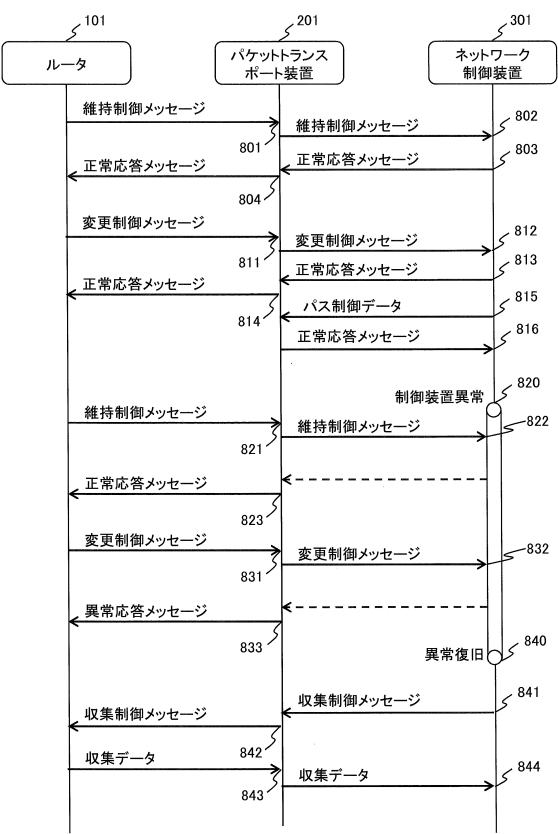 101
201
301
ルータ
パケットトランス
ポート装置
ネットワーク
制御装置
維持制御メッセージ
801
維持制御メッセージ
802
正常応答メッセージ
803
正常応答メッセージ
804
変更制御メッセージ
811
変更制御メッセージ
812
正常応答メッセージ
813
正常応答メッセージ
814
パス制御データ
815
正常応答メッセージ
816
制御装置異常
820
維持制御メッセージ
821
維持制御メッセージ
822
正常応答メッセージ
823
変更制御メッセージ
831
変更制御メッセージ
832
異常応答メッセージ
833
異常復旧
840
収集制御メッセージ
841
収集制御メッセージ
842
収集データ
843
収集データ
844